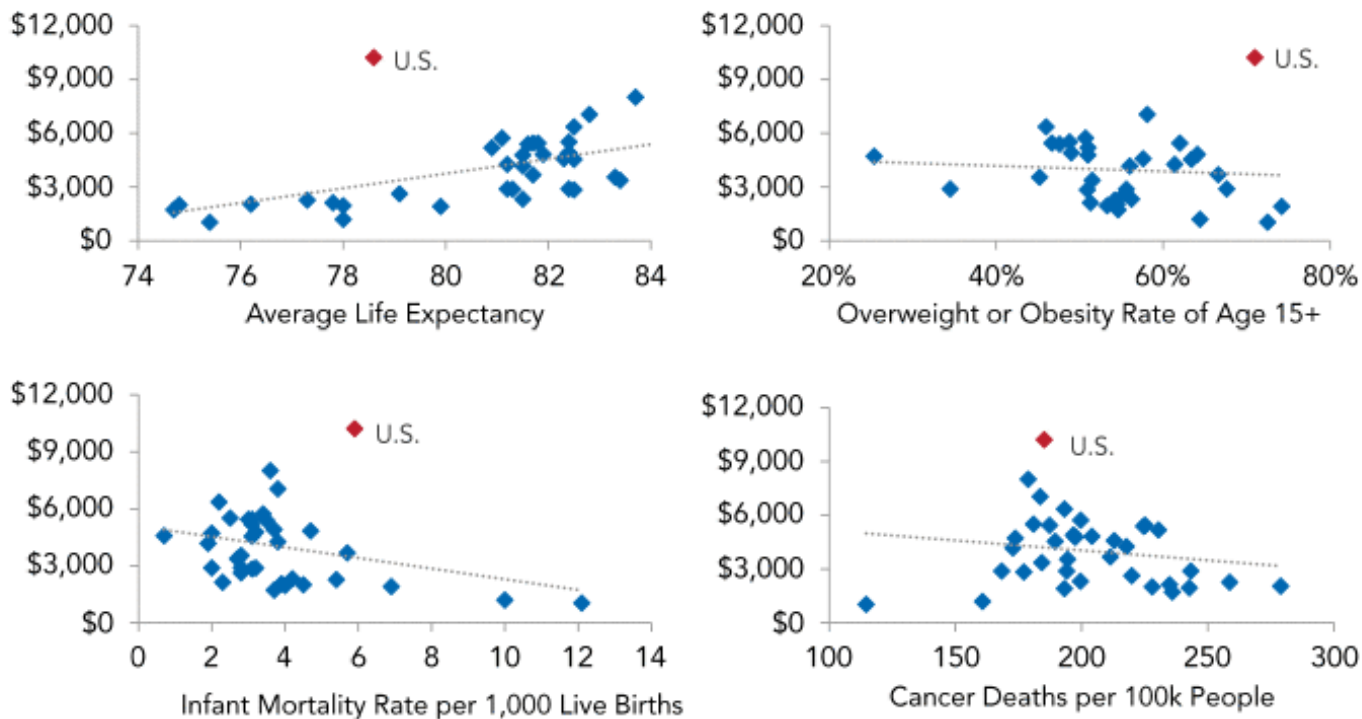 $12,000
$9,000
$6,000
$3,000
$0
U.S.
74 76 78 80 82 84
Average Life Expectancy
$12,000
$9,000
$6,000
$3,000
$0
U.S.
20% 40% 60% 80%
Overweight or Obesity Rate of Age 15+
$12,000
$9,000
$6,000
$3,000
$0
U.S.
0 2 4 6 8 10 12 14
Infant Mortality Rate per 1,000 Live Births
$12,000
$9,000
$6,000
$3,000
$0
U.S.
100 150 200 250 300
Cancer Deaths per 100k People